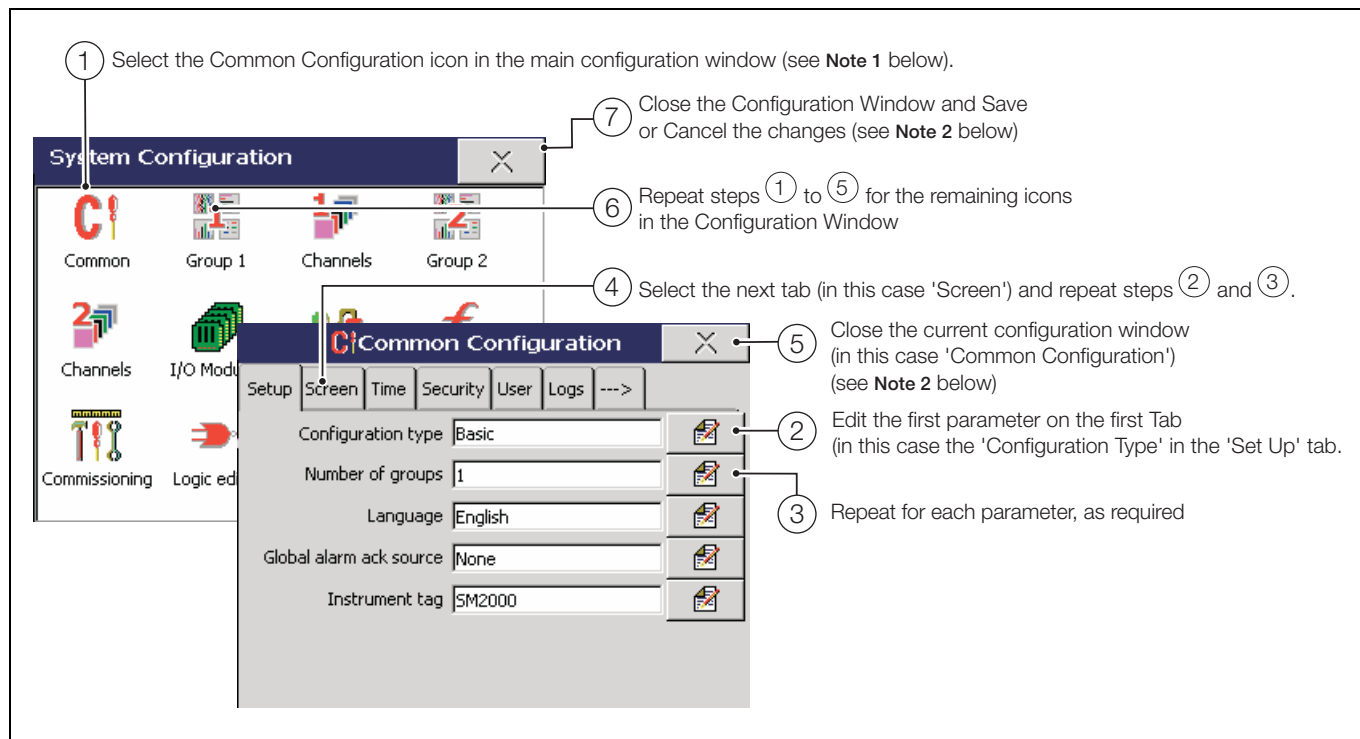 1 Select the Common Configuration icon in the main configuration window (see Note 1 below).
7 Close the Configuration Window and Save
or Cancel the changes (see Note 2 below)
System Configuration
6 Repeat steps 1 to 5 for the remaining icons
in the Configuration Window
Common Group 1 Channels Group 2
4 Select the next tab (in this case 'Screen') and repeat steps 2 and 3.
Channels I/O Modu
Commissioning Logic ed
Common Configuration
5 Close the current configuration window
(in this case 'Common Configuration')
(see Note 2 below)
Setup Screen Time Security User Logs --->
2 Edit the first parameter on the first Tab
(in this case the 'Configuration Type' in the 'Set Up' tab.
Configuration type Basic
Number of groups 1
3 Repeat for each parameter, as required
Language English
Global alarm ack source None
Instrument tag SM2000